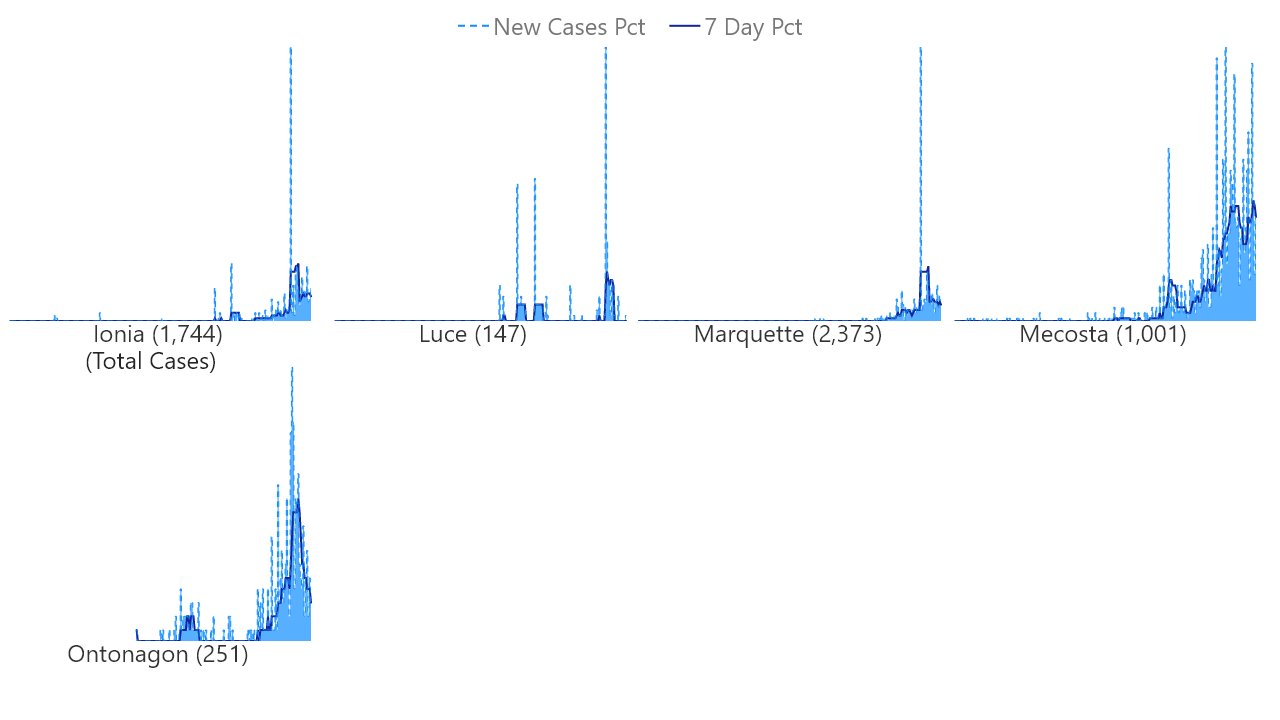 New Cases Pct 7 Day Pct
Ionia (1,744)
(Total Cases)
Luce (147)
Marquette (2,373)
Mecosta (1,001)
Ontonagon (251)